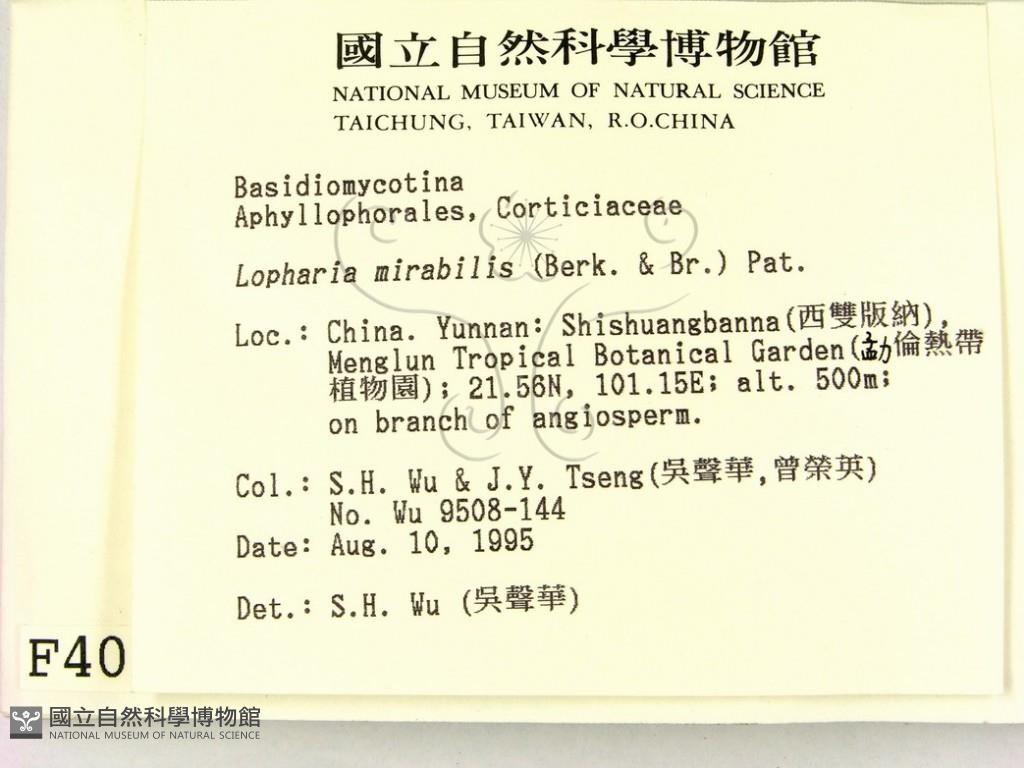 國立自然科學博物館
NATIONAL MUSEUM OF NATURAL SCIENCE
TAICHUNG, TAIWAN, R.O.CHINA
Basidiomycotina
Aphyllophorales, Corticiaceae
Lopharia mirabilis (Berk. & Br.) Pat.
Loc.: China. Yunnan: Shishuangbanna(西雙版納),
Menglun Tropical Botanical Garden(勐倫熱帶
植物園); 21.56N, 101.15E; alt. 500m;
on branch of angiosperm.
Col.: S.H. Wu & J.Y. Tseng(吳聲華,曾榮英)
No. Wu 9508-144
Date: Aug. 10, 1995
Det.: S.H. Wu (吳聲華)
F40
國立自然科學博物館
NATIONAL MUSEUM OF NATURAL SCIENCE